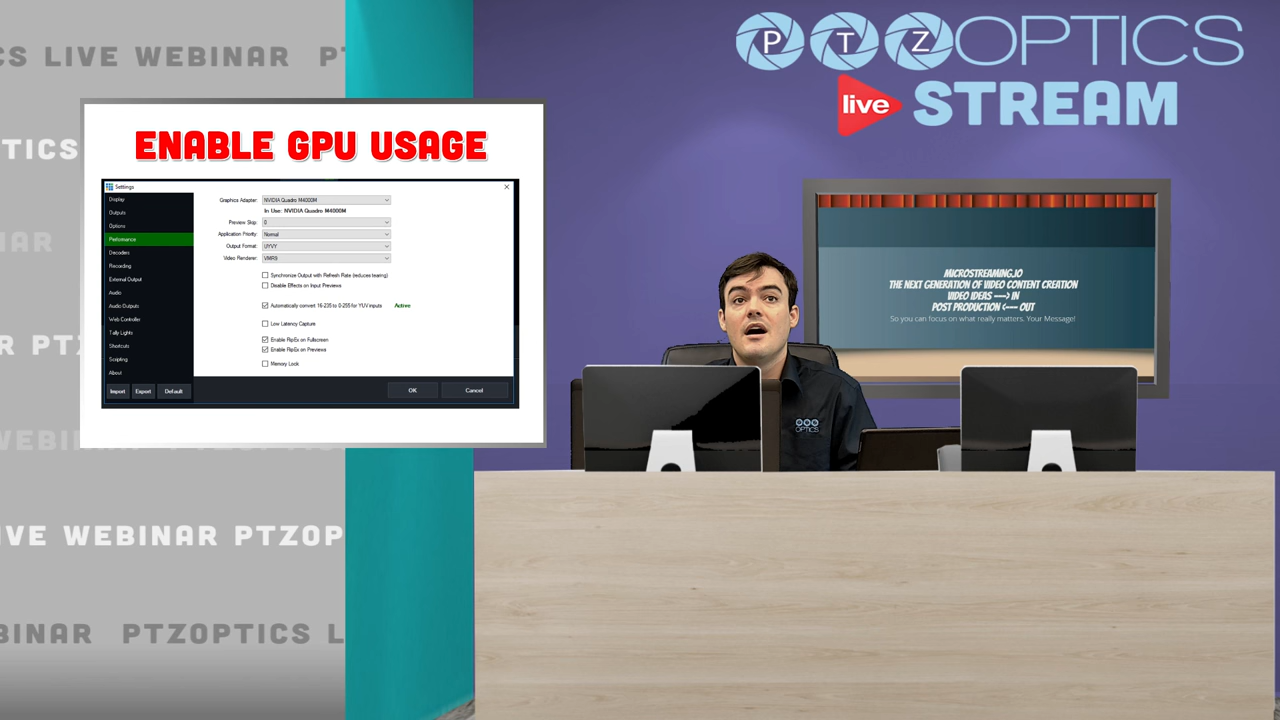 CS LIVE WEBINAR PT
TICS
NAR
R PTZ
WEBIN
IVE WEBINAR PTZOP
BINAR PTZOPTICS L
ENABLE GPU USAGE
Settings
Display
Outputs
Options
Performance
Decoders
Recording
External Output
Audio
Audio Outputs
Web Controller
Tally Lights
Shortcuts
Scripting
About
Import Export Default
Graphics Adapter: NVIDIA Quadro M4000M
In Use: NVIDIA Quadro M4000M
Preview Skip: 0
Application Priority: Normal
Output Format: UYVY
Video Renderer: VMR9
Synchronize Output with Refresh Rate (reduces tearing)
Disable Effects on Input Previews
Automatically convert 16-235 to 0-255 for YUV inputs Active
Low Latency Capture
Enable FlipEx on Fullscreen
Enable FlipEx on Previews
Memory Lock
OK Cancel
PTZOPTICS
live STREAM
MICROSTREAMING.IO
THE NEXT GENERATION OF VIDEO CONTENT CREATION
VIDEO IDEAS ---> IN
POST PRODUCTION <--- OUT
So you can focus on what really matters. Your Message!
OPTICS